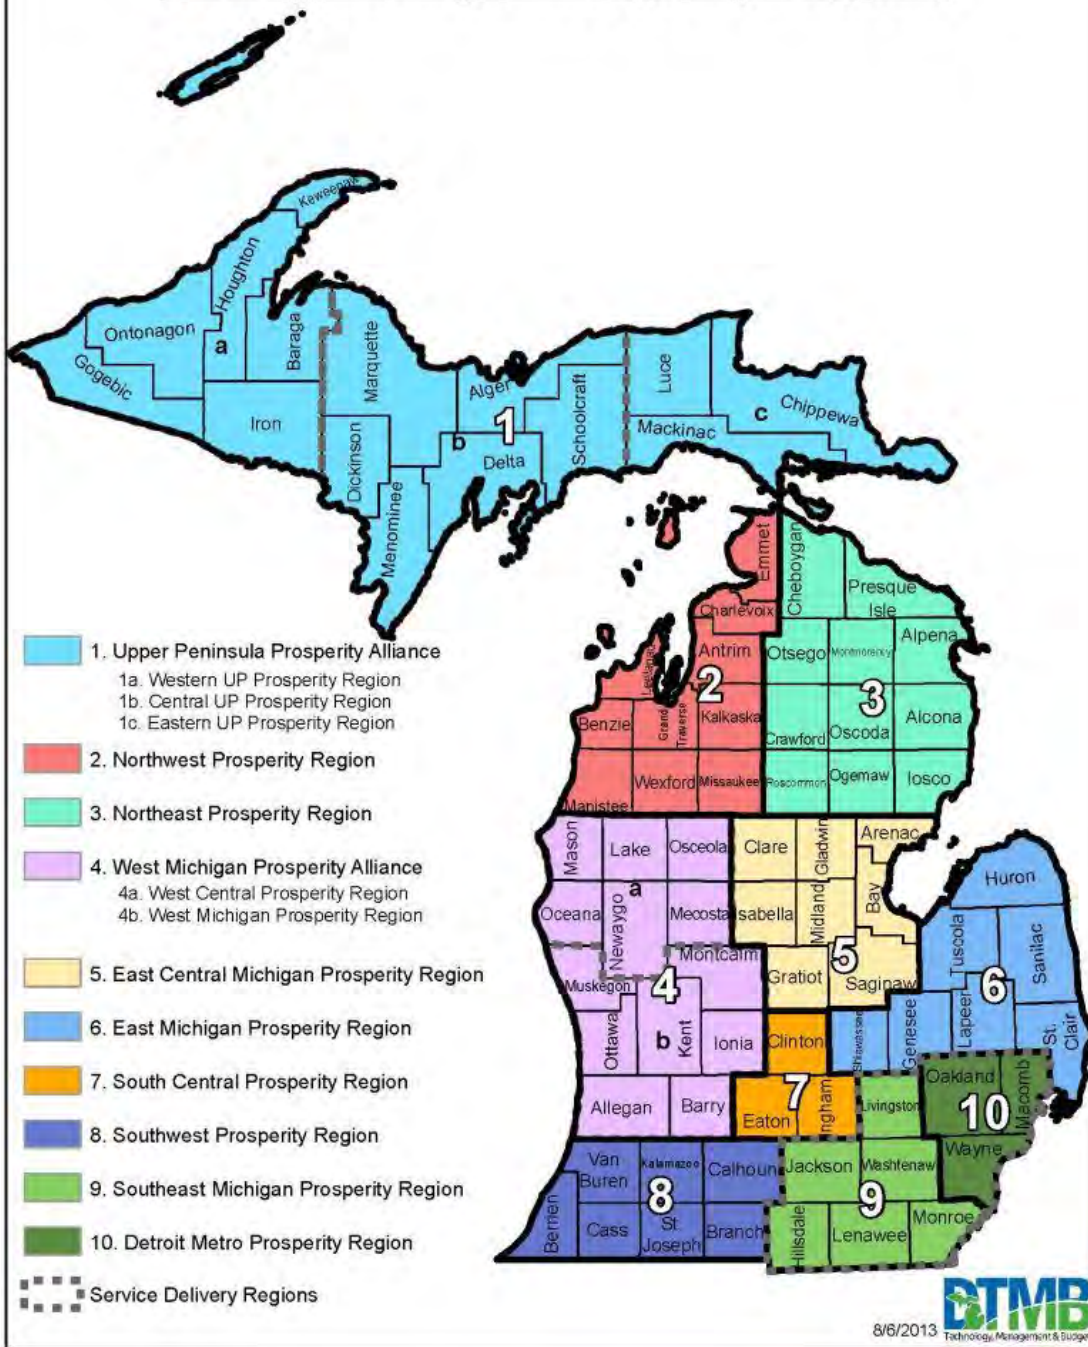 Keweenaw
Houghton
Ontonagon
a
Baraga
Gogebic
Iron
Marquette
Alger
1
b
Schoolcraft
Luce
c
Chippewa
Mackinac
Dickinson
Delta
Menominee
Emmet
Cheboygan
Presque
Isle
Charlevoix
Antrim
Otsego
Montmorency
Alpena
2
3
Leelanau
Benzie
Grand
Traverse
Kalkaska
Crawford
Oscoda
Alcona
Manistee
Wexford
Missaukee
Roscommon
Ogemaw
Iosco
Mason
Lake
Osceola
Clare
Gladwin
Arenac
a
Oceana
Newaygo
Mecosta
Isabella
Midland
Bay
Huron
Montcalm
Muskegon
4
Gratiot
5
Saginaw
Tuscola
Sanilac
6
Ottawa
b
Kent
Ionia
Clinton
Shiawassee
Genesee
Lapeer
St.
Clair
Allegan
Barry
7
Eaton
Ingham
Livingston
Oakland
Macomb
10
Wayne
Van
Buren
Kalamazoo
Calhoun
Jackson
Washtenaw
8
9
Berrien
Cass
St
Joseph
Branch
Hillsdale
Lenawee
Monroe
1. Upper Peninsula Prosperity Alliance
1a. Western UP Prosperity Region
1b. Central UP Prosperity Region
1c. Eastern UP Prosperity Region
2. Northwest Prosperity Region
3. Northeast Prosperity Region
4. West Michigan Prosperity Alliance
4a. West Central Prosperity Region
4b. West Michigan Prosperity Region
5. East Central Michigan Prosperity Region
6. East Michigan Prosperity Region
7. South Central Prosperity Region
8. Southwest Prosperity Region
9. Southeast Michigan Prosperity Region
10. Detroit Metro Prosperity Region
Service Delivery Regions
8/6/2013
DTMB
Technology, Management & Budge